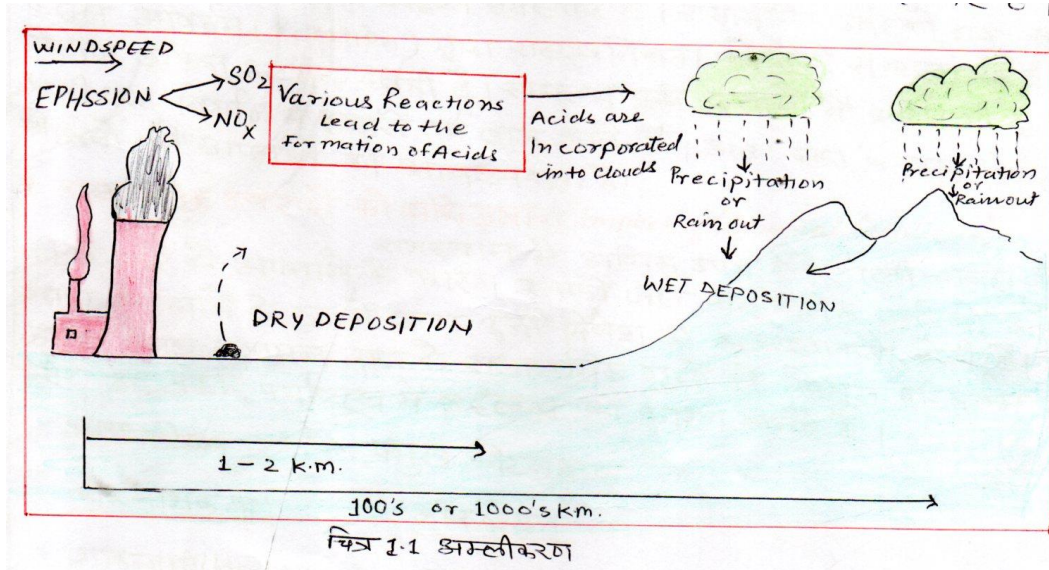 WINDSPEED
EPHSSION
SO2
NOX
Various Reactions
Lead to the
Formation of Acids
Acids are
Incorporated
into clouds
Precipitation
or
Rain out
Precipitation
or
Rainout
WET DEPOSITION
DRY DEPOSITION
1-2 K.m.
100's or 1000's Km.
चित्र 1.1 अम्लीकरण